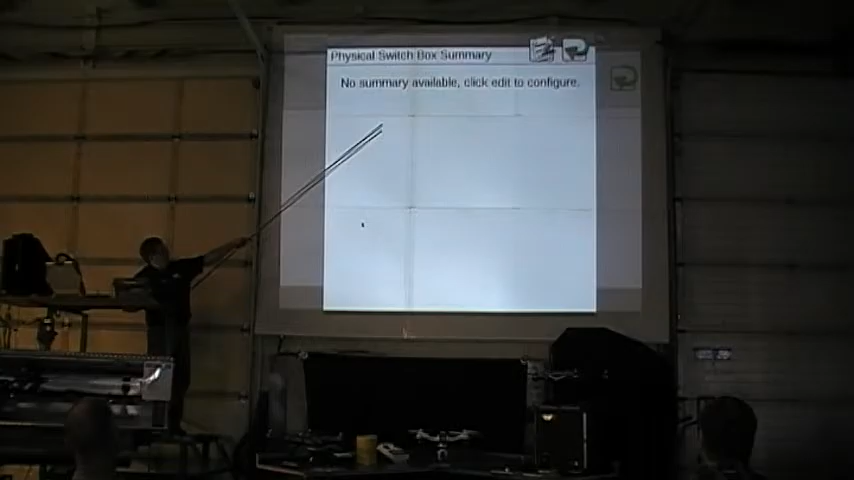 Physical Switch Box Summary
No summary available, click edit to configure.